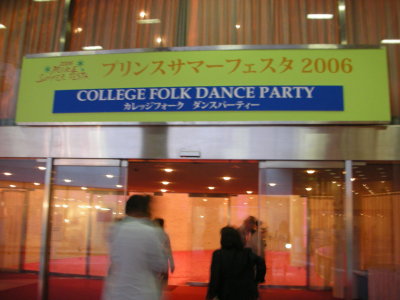 プリンスサマーフェスタ 2006
COLLEGE FOLK DANCE PARTY
カレッジフォーク ダンスパーティー